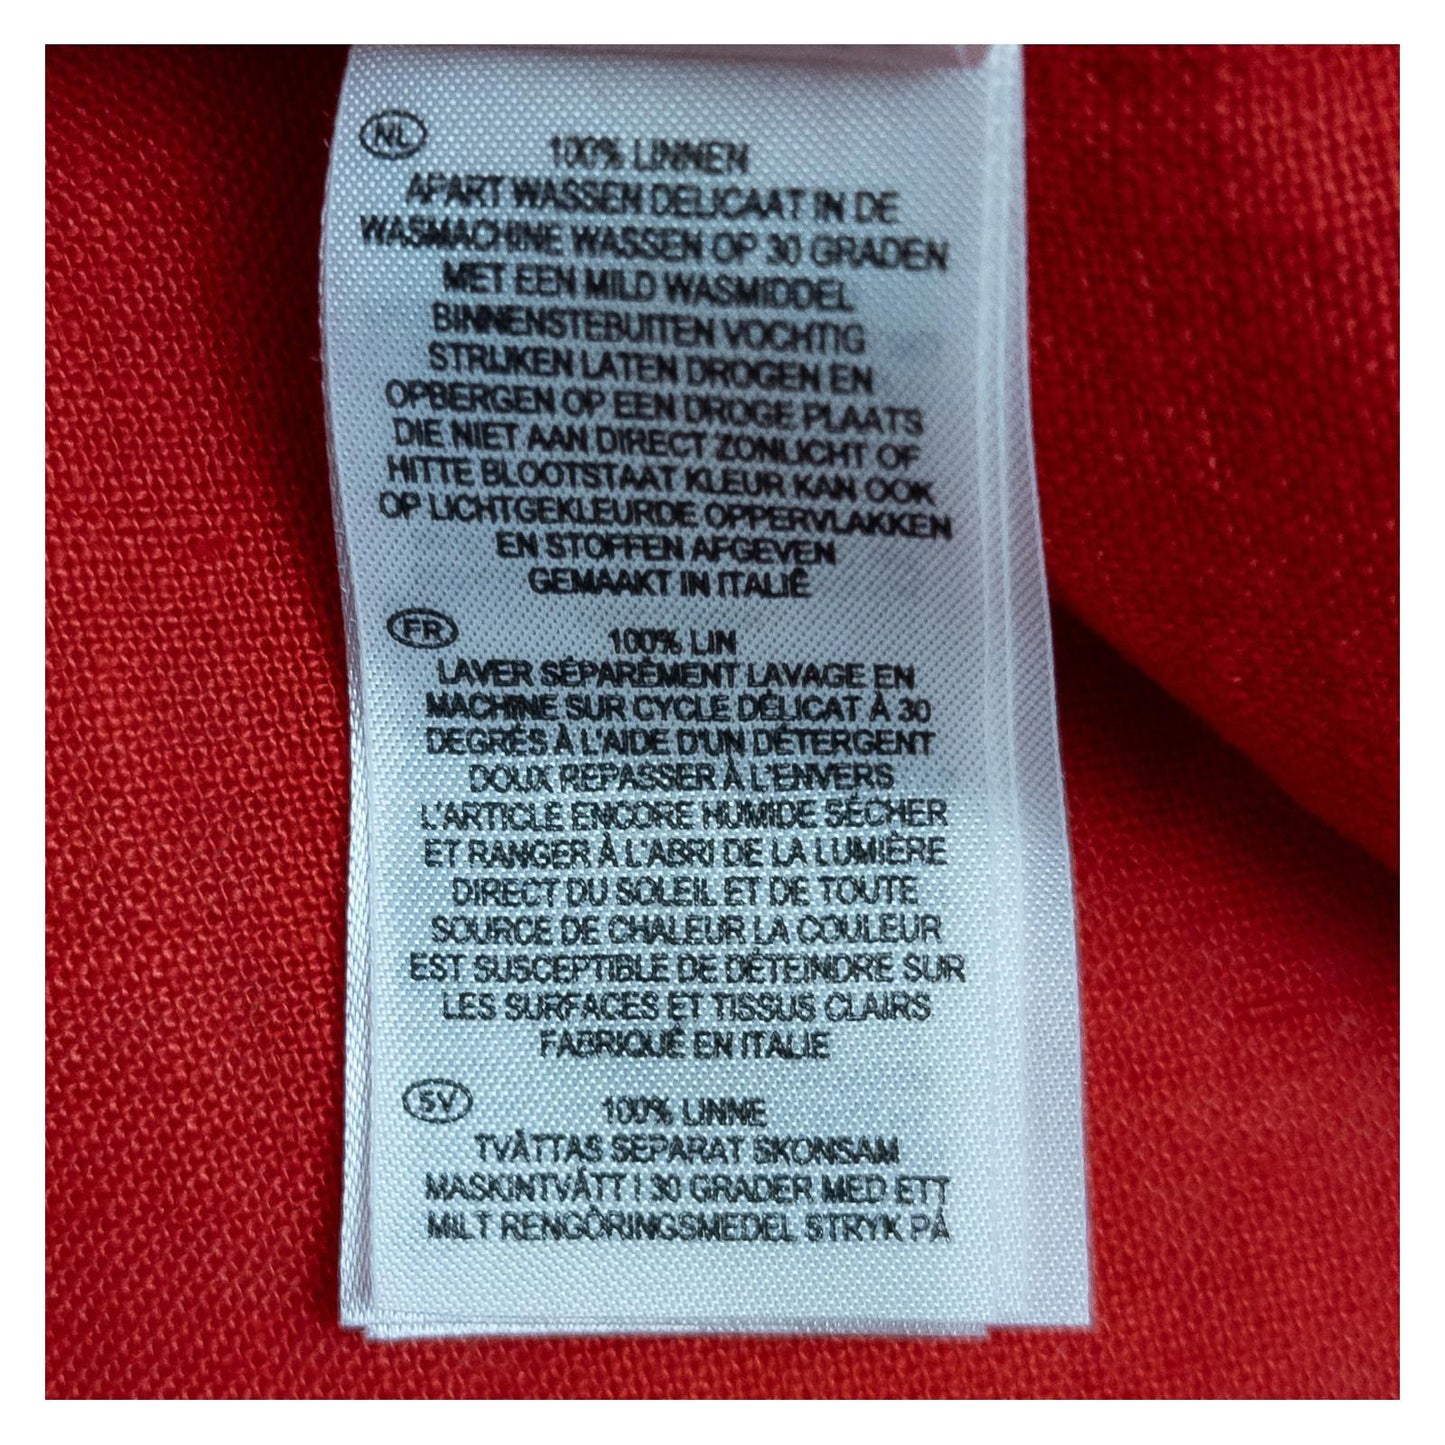 NL
100% LINNEN
APART WASSEN DELICAAT IN DE
WASMACHINE WASSEN OP 30 GRADEN
MET EEN MILD WASMIDDEL
BINNENSTEBUITEN VOCHTIG
STRIJKEN LATEN DROGEN EN
OPBERGEN OP EEN DROGE PLAATS
DIE NIET AAN DIRECT ZONLICHT OF
HITTE BLOOTSTAAT KLEUR KAN OOK
OP LICHTGEKLEURDE OPPERVLAKKEN
EN STOFFEN AFGEVEN
GEMAAKT IN ITALIË
FR
100% LIN
LAVER SÉPARÉMENT LAVAGE EN
MACHINE SUR CYCLE DÉLICAT À 30
DEGRÉS À L'AIDE D'UN DÉTERGENT
DOUX REPASSER À L'ENVERS
L'ARTICLE ENCORE HUMIDE SÉCHER
ET RANGER À L'ABRI DE LA LUMIÈRE
DIRECT DU SOLEIL ET DE TOUTE
SOURCE DE CHALEUR LA COULEUR
EST SUSCEPTIBLE DE DÉTEINDRE SUR
LES SURFACES ET TISSUS CLAIRS
FABRIQUÉ EN ITALIE
SV
100% LINNE
TVÄTTAS SEPARAT SKONSAM
MASKINTVÄTT I 30 GRADER MED ETT
MILT RENGÖRINGSMEDEL STRYK PÅ